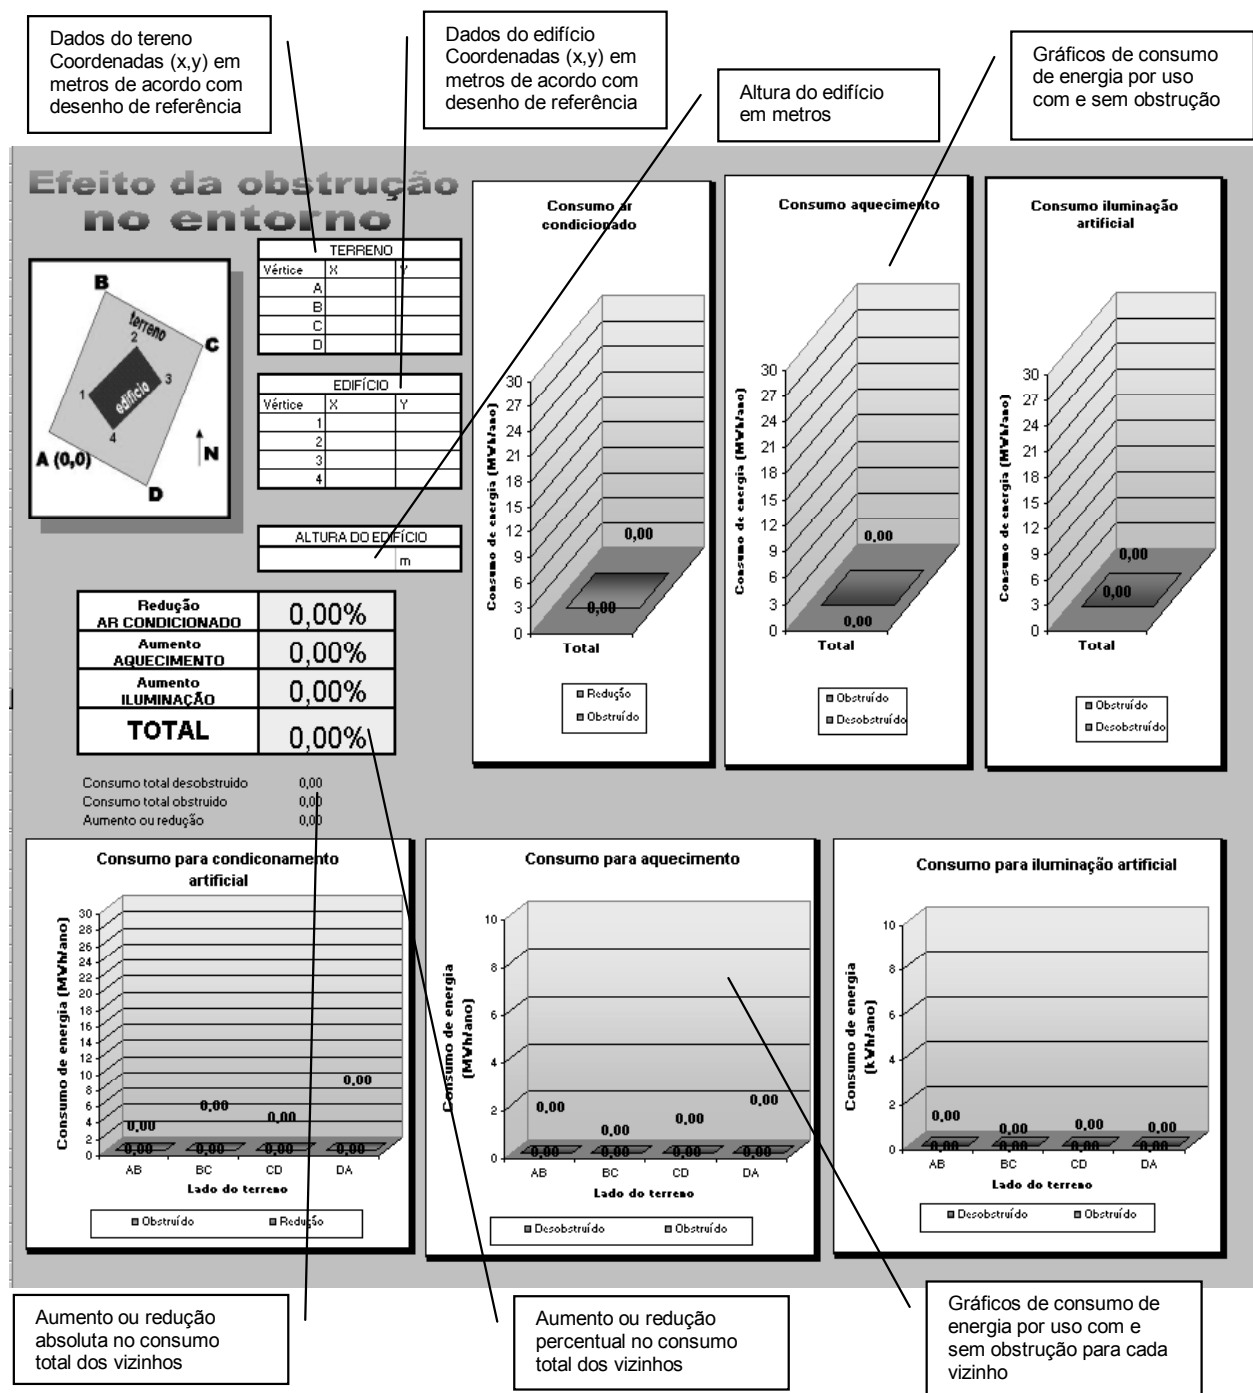 Dados do tereno
Coordenadas (x,y) em
metros de acordo com
desenho de referência
Dados do edifício
Coordenadas (x,y) em
metros de acordo com
desenho de referência
Altura do edifício
em metros
Gráficos de consumo
de energia por uso
com e sem obstrução
Efeito da obstrução
no entorno
B
terreno
2
C
1
3
edifício
4
A (0,0)
N
D
TERRENO
Vértice X Y
A
B
C
D
EDIFÍCIO
Vértice X Y
1
2
3
4
ALTURA DO EDIFÍCIO
m
Redução
AR CONDICIONADO 0,00%
Aumento
AQUECIMENTO 0,00%
Aumento
ILUMINAÇÃO 0,00%
TOTAL 0,00%
Consumo total desobstruido 0,00
Consumo total obstruido 0,00
Aumento ou redução 0,00
Consumo ar
condicionado
Consumo de energia (MWh/ano)
30
27
24
21
18
15
12
9
6
3
0
0,00
0,00
Total
Redução
Obstruído
Consumo aquecimento
Consumo de energia (MWh/ano)
30
27
24
21
18
15
12
9
6
3
0
0,00
0,00
Total
Obstruído
Desobstruído
Consumo iluminação
artificial
Consumo de energia (MWh/ano)
30
27
24
21
18
15
12
9
6
3
0
0,00
0,00
Total
Obstruído
Desobstruído
Consumo para condiconamento
artificial
Consumo de energia (MWh/ano)
30
28
26
24
22
20
18
16
14
12
10
8
6
4
2
0
0,00 0,00 0,00 0,00
0,00 0,00 0,00 0,00
AB BC CD DA
Lado do terreno
Obstruído Redução
Consumo para aquecimento
Consumo de energia
(MWh/ano)
10
8
6
4
2
0
0,00 0,00 0,00 0,00
0,00 0,00 0,00 0,00
AB BC CD DA
Lado do terreno
Desobstruído Obstruído
Consumo para iluminação artificial
Consumo de energia
(kWh/ano)
10
8
6
4
2
0
0,00 0,00 0,00 0,00
0,00 0,00 0,00 0,00
AB BC CD DA
Lado do terreno
Desobstruído Obstruído
Aumento ou redução
absoluta no consumo
total dos vizinhos
Aumento ou redução
percentual no consumo
total dos vizinhos
Gráficos de consumo de
energia por uso com e
sem obstrução para cada
vizinho